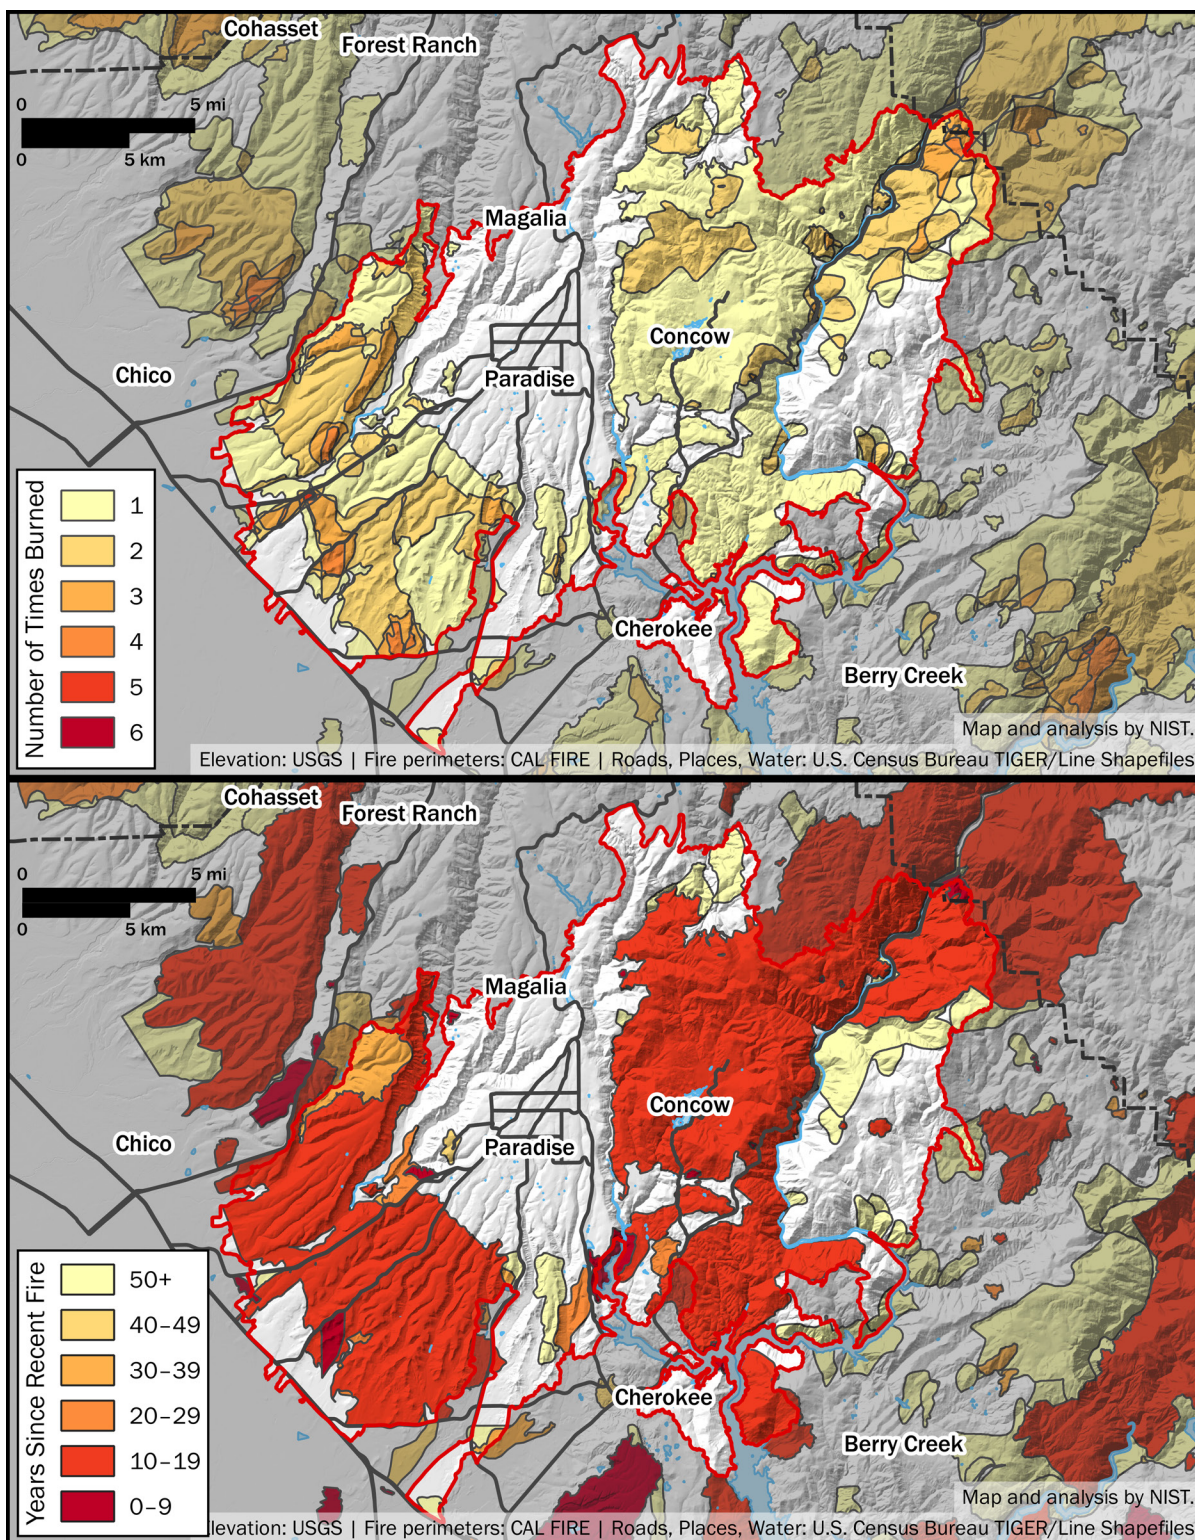 Cohasset
Forest Ranch
0 5 mi
0 5 km
Magalia
Concow
Chico
Paradise
Number of Times Burned
1
2
3
4
5
6
Cherokee
Berry Creek
Map and analysis by NIST.
Elevation: USGS | Fire perimeters: CAL FIRE | Roads, Places, Water: U.S. Census Bureau TIGER/Line Shapefiles
Cohasset
Forest Ranch
0 5 mi
0 5 km
Magalia
Concow
Chico
Paradise
Years Since Recent Fire
50+
40–49
30–39
20–29
10–19
0–9
Cherokee
Berry Creek
Map and analysis by NIST.
levation: USGS | Fire perimeters: CAL FIRE | Roads, Places, Water: U.S. Census Bureau TIGER/Line Shapefiles